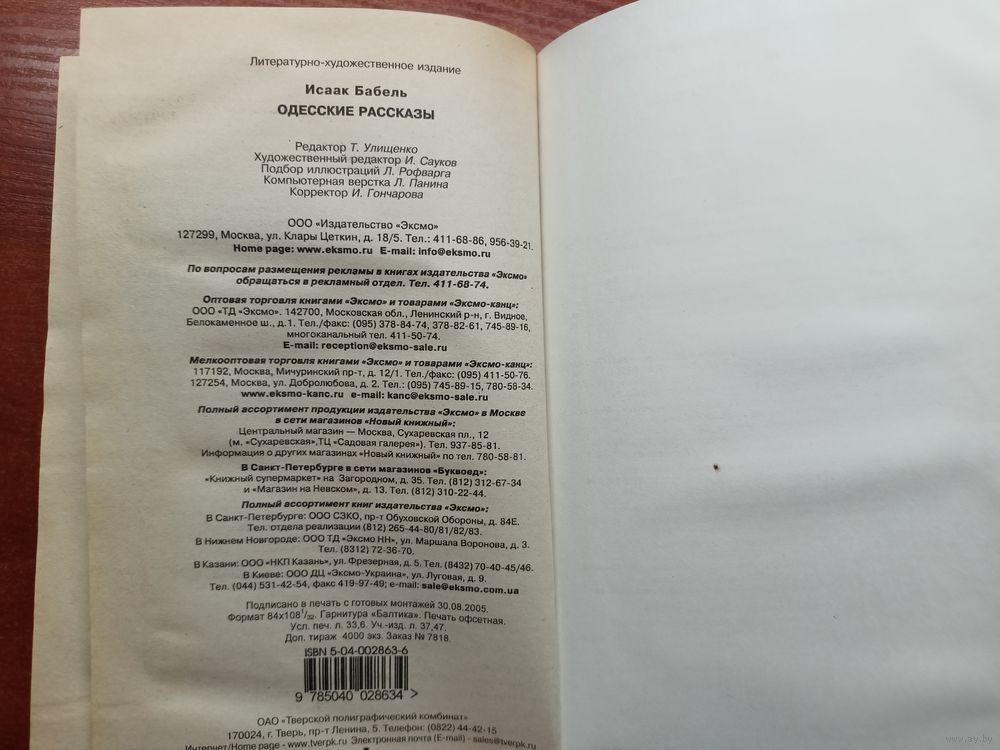 Литературно-художественное издание
Исаак Бабель
ОДЕССКИЕ РАССКАЗЫ
Редактор Т. Улищенко
Художественный редактор И. Сауков
Подбор иллюстраций Л. Рофварга
Компьютерная верстка Л. Панина
Корректор И. Гончарова
ООО «Издательство «Эксмо»
127299, Москва, ул. Клары Цеткин, д. 18/5. Тел.: 411-68-86, 956-39-21.
Home page: www.eksmo.ru E-mail: info@eksmo.ru
По вопросам размещения рекламы в книгах издательства «Эксмо»
обращаться в рекламный отдел. Тел. 411-68-74.
Оптовая торговля книгами «Эксмо» и товарами «Эксмо-канц»:
ООО «ТД «Эксмо». 142700, Московская обл., Ленинский р-н, г. Видное,
Белокаменное ш., д.1. Тел./факс: (095) 378-84-74, 378-82-61, 745-89-16,
многоканальный тел. 411-50-74.
E-mail: reception@eksmo-sale.ru
Мелкооптовая торговля книгами «Эксмо» и товарами «Эксмо-канц»:
117192, Москва, Мичуринский пр-т, д. 12/1. Тел./факс: (095) 411-50-76.
127254, Москва, ул. Добролюбова, д. 2. Тел.: (095) 745-89-15, 780-58-34.
www.eksmo-kanc.ru e-mail: kanc@eksmo-sale.ru
Полный ассортимент продукции издательства «Эксмо» в Москве
в сети магазинов «Новый книжный»:
Центральный магазин — Москва, Сухаревская пл., 12
(м. «Сухаревская»,ТЦ «Садовая галерея»). Тел. 937-85-81.
Информация о других магазинах «Новый книжный» по тел. 780-58-81.
В Санкт-Петербурге в сети магазинов «Буквоед»:
«Книжный супермаркет» на Загородном, д. 35. Тел. (812) 312-67-34
и «Магазин на Невском», д. 13. Тел. (812) 310-22-44.
Полный ассортимент книг издательства «Эксмо»:
В Санкт-Петербурге: ООО СЗКО, пр-т Обуховской Обороны, д. 84Е.
Тел. отдела реализации (812) 265-44-80/81/82/83.
В Нижнем Новгороде: ООО ТД «Эксмо НН», ул. Маршала Воронова, д. 3.
Тел. (8312) 72-36-70.
В Казани: ООО «НКП Казань», ул. Фрезерная, д. 5. Тел. (8432) 70-40-45/46.
В Киеве: ООО ДЦ «Эксмо-Украина», ул. Луговая, д. 9.
Тел. (044) 531-42-54, факс 419-97-49; e-mail: sale@eksmo.com.ua
Подписано в печать с готовых монтажей 30.08.2005.
Формат 84x108 1/32. Гарнитура «Балтика». Печать офсетная.
Усл. печ. л. 33,6. Уч.-изд. л. 37,47.
Доп. тираж 4000 экз. Заказ № 7818.
ISBN 5-04-002863-6
9 785040 028634 >
ОАО «Тверской полиграфический комбинат»
170024, г. Тверь, пр-т Ленина, 5. Телефон: (0822) 44-42-15
Интернет/Home page - www.tverpk.ru Электронная почта (E-mail) - sales@tverpk.ru
www.ay.by